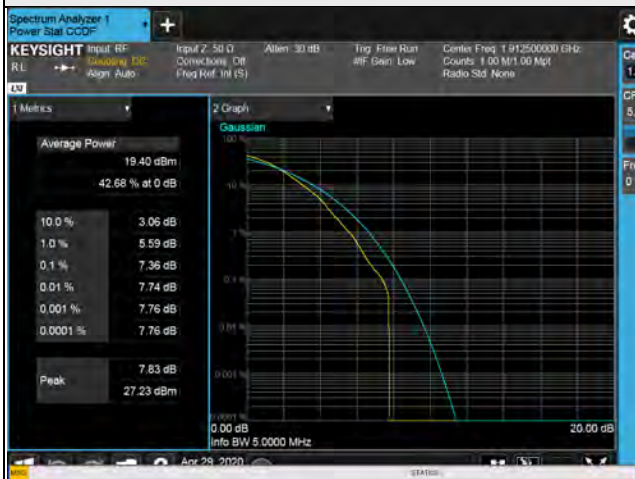 Spectrum Analyzer 1
Power Stat CCDF
KEYSIGHT
Input: RF
Input Z: 50 Ω
Atten: 30 dB
Trig: Free Run
Center Freq: 1.912500000 GHz
RL
Coupling: DC
Corrections: Off
#IF Gain: Low
Counts: 1.00 M/1.00 Mpt
Align: Auto
Freq Ref: Int (S)
Radio Std: None
1 Metrics
2 Graph
Gaussian
Average Power
19.40 dBm
42.68 % at 0 dB
10.0 % 3.06 dB
1.0 % 5.59 dB
0.1 % 7.36 dB
0.01 % 7.74 dB
0.001 % 7.76 dB
0.0001 % 7.76 dB
Peak 7.83 dB
27.23 dBm
100 %
10 %
1 %
0.1 %
0.01 %
0.001 %
0.0001 %
0.00 dB
20.00 dB
Info BW 5.0000 MHz
Apr 29, 2020
MSG
STATUS